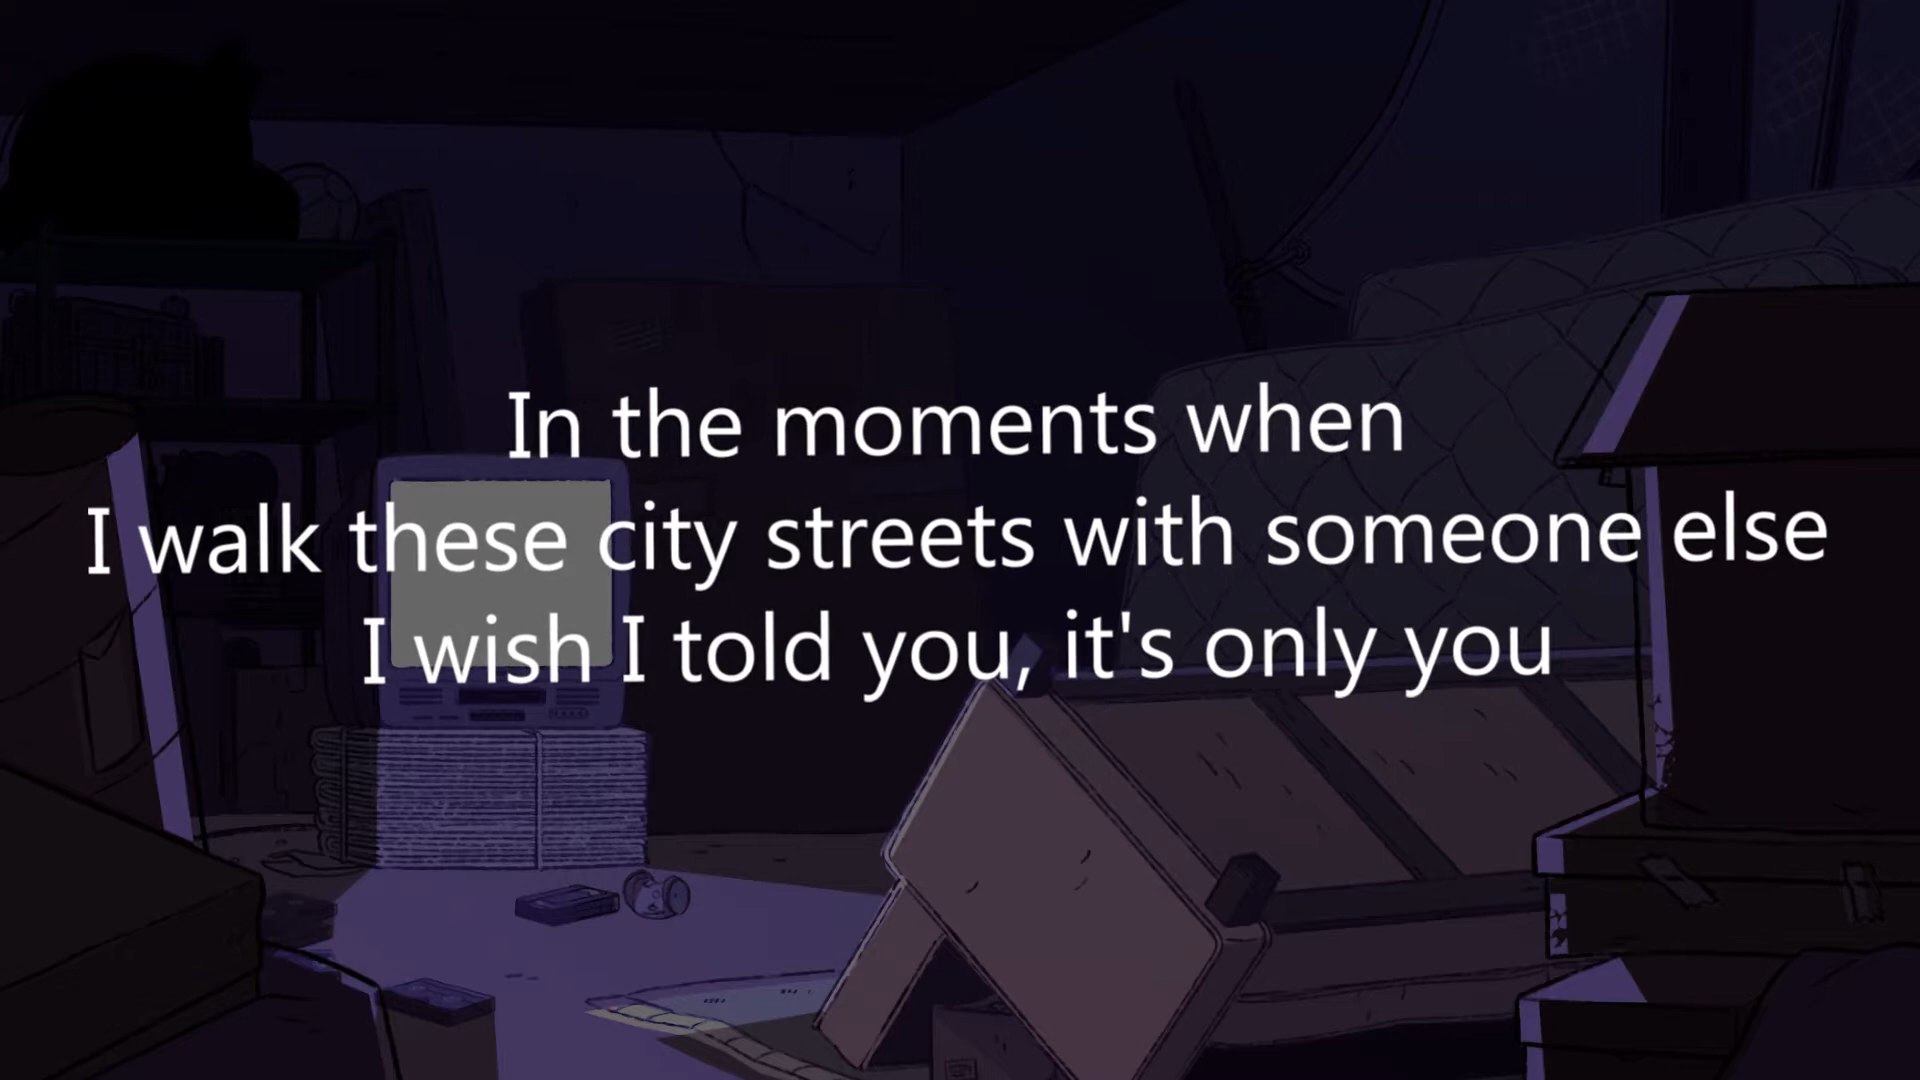 In the moments when
I walk these city streets with someone else
I wish I told you, it's only you